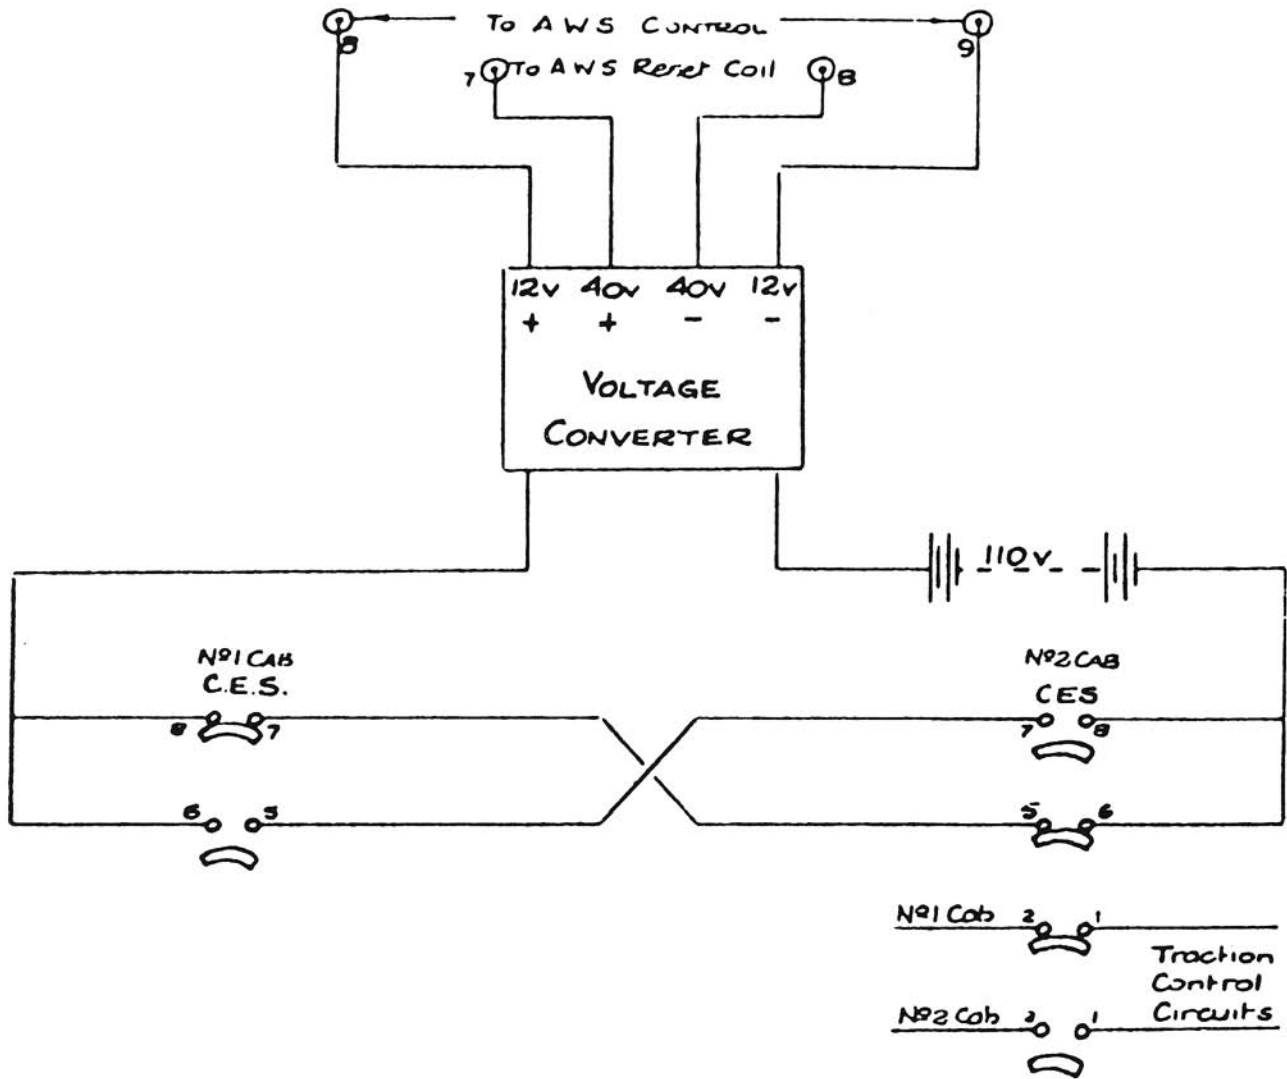 To AWS CONTROL
8 9
7 To AWS Reset Coil 8
12v 40v 40v 12v
+ + - -
VOLTAGE
CONVERTER
110v
Nº1 CAB
C.E.S.
Nº2 CAB
CES
8 7
7 8
6 5
5 6
Nº1 Cab 2 1
Traction
Control
Circuits
Nº2 Cab 2 1